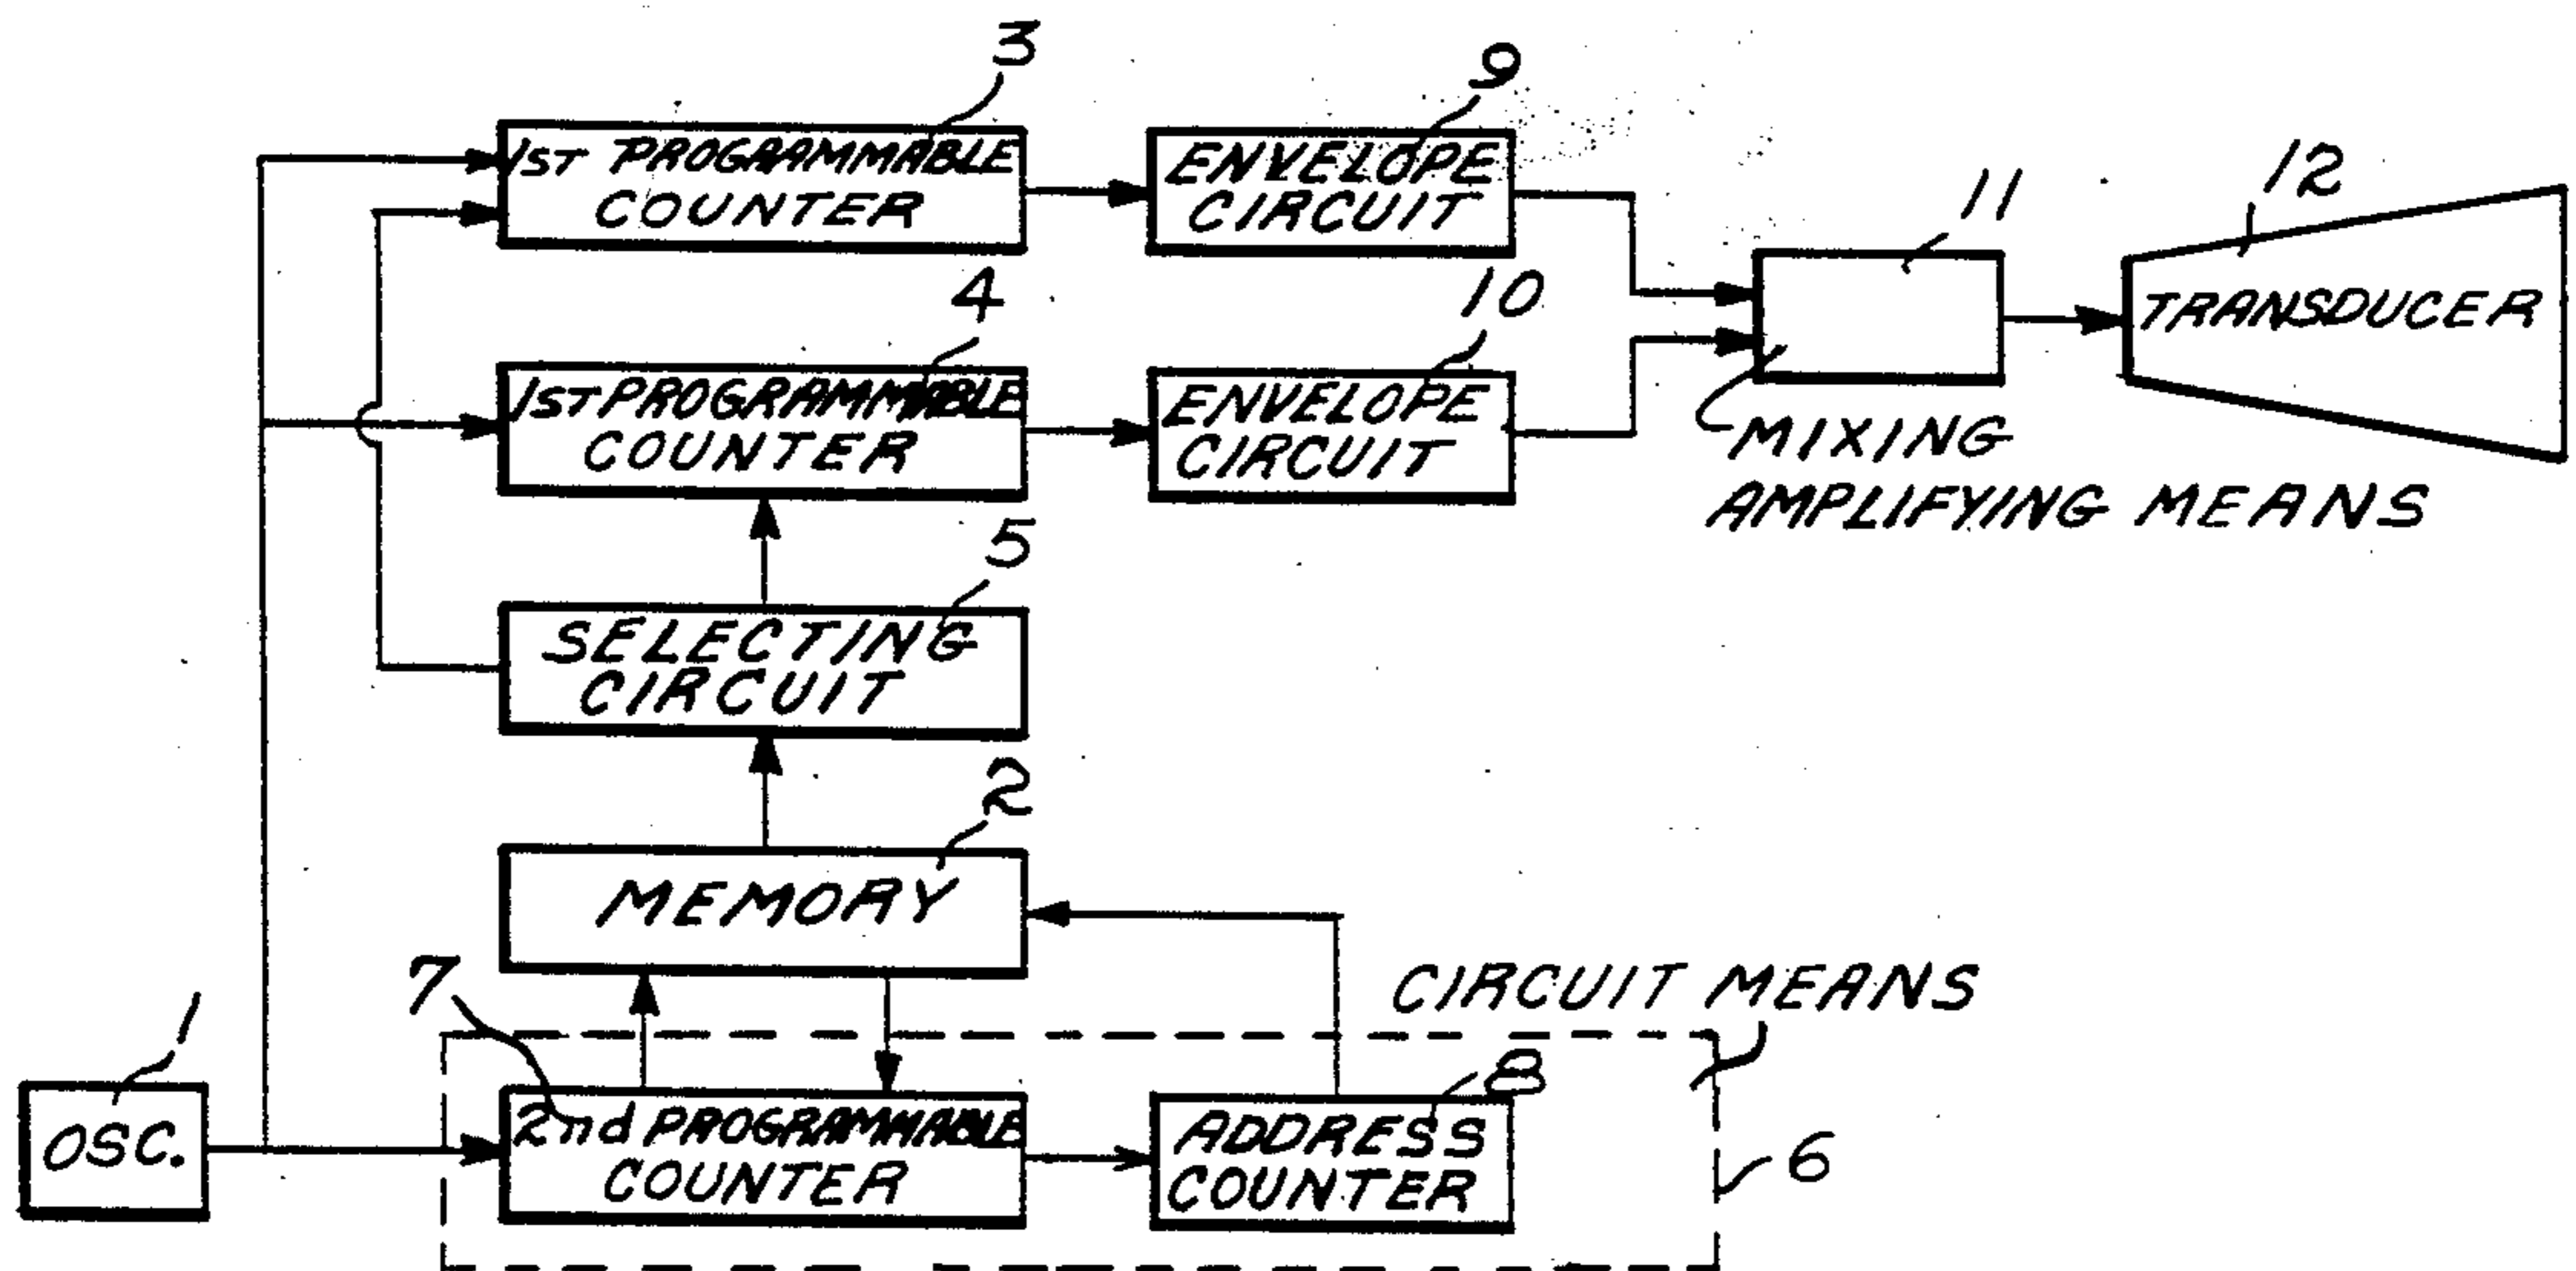 3
1ST PROGRAMMABLE
COUNTER
9
ENVELOPE
CIRCUIT
11
12
TRANSDUCER
4
1ST PROGRAMMABLE
COUNTER
10
ENVELOPE
CIRCUIT
MIXING
AMPLIFYING MEANS
5
SELECTING
CIRCUIT
2
MEMORY
7
CIRCUIT MEANS
1
OSC.
2nd PROGRAMMABLE
COUNTER
8
ADDRESS
COUNTER
6